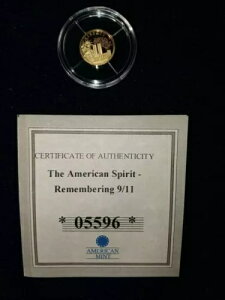 CERTIFICATE OF AUTHENTICITY
The American Spirit -
Remembering 9/11
* 05596 *
AMERICAN
MINT